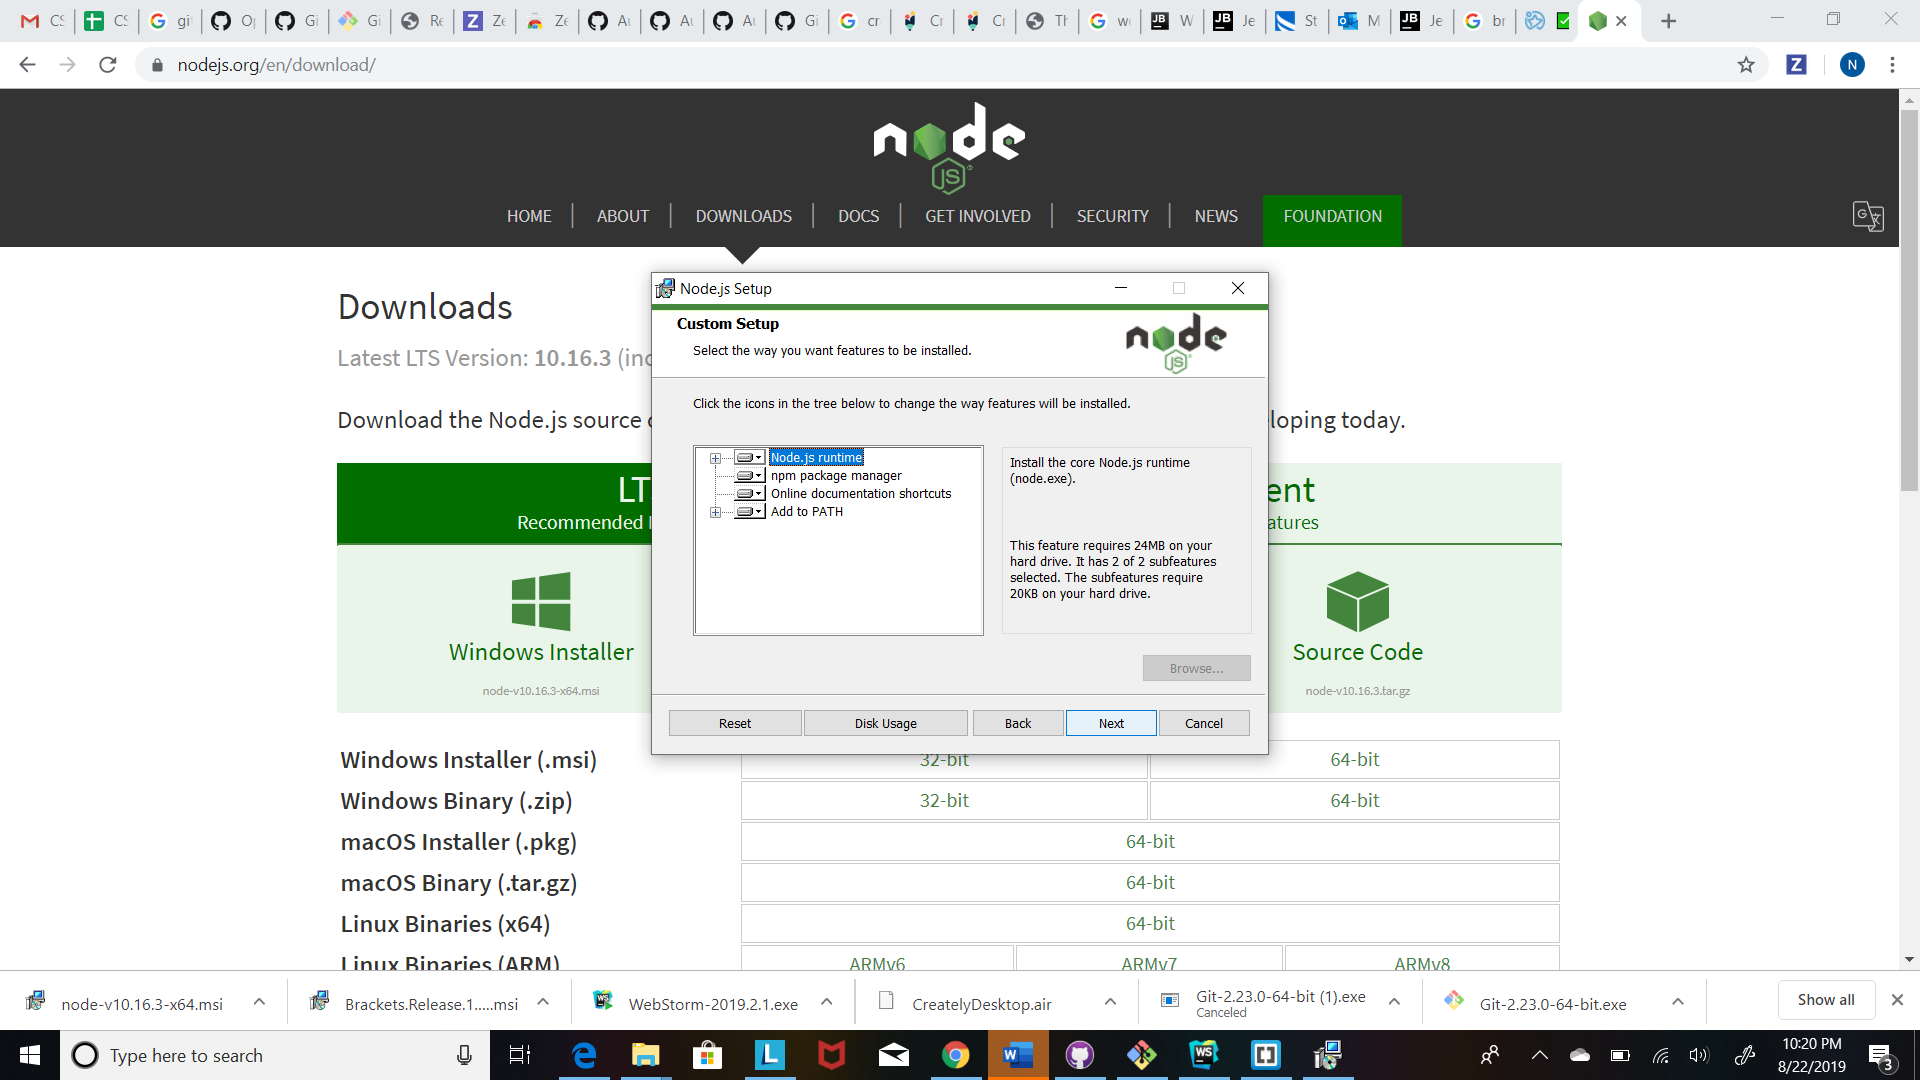 CS
CS
git
Op
Gi
Gi
Re
Ze
Ze
Au
Au
Au
Gi
cr
Cr
Cr
Th
we
W
Je
St
M
Je
br
nodejs.org/en/download/
Z
N
node
JS
HOME
ABOUT
DOWNLOADS
DOCS
GET INVOLVED
SECURITY
NEWS
FOUNDATION
Downloads
Latest LTS Version: 10.16.3 (inc
Download the Node.js source
loping today.
LT
Recommended
ent
atures
Windows Installer
node-v10.16.3-x64.msi
Source Code
node-v10.16.3.tar.gz
Node.js Setup
Custom Setup
Select the way you want features to be installed.
node
JS
Click the icons in the tree below to change the way features will be installed.
Node.js runtime
npm package manager
Online documentation shortcuts
Add to PATH
Install the core Node.js runtime
(node.exe).
This feature requires 24MB on your
hard drive. It has 2 of 2 subfeatures
selected. The subfeatures require
20KB on your hard drive.
Browse...
Reset
Disk Usage
Back
Next
Cancel
Windows Installer (.msi)
32-bit
64-bit
Windows Binary (.zip)
32-bit
64-bit
macOS Installer (.pkg)
64-bit
macOS Binary (.tar.gz)
64-bit
Linux Binaries (x64)
64-bit
Linux Binaries (ARM)
ARMv6
ARMv7
ARMv8
node-v10.16.3-x64.msi
Brackets.Release.1.....msi
WebStorm-2019.2.1.exe
CreatelyDesktop.air
Git-2.23.0-64-bit (1).exe
Canceled
Git-2.23.0-64-bit.exe
Show all
Type here to search
10:20 PM
8/22/2019
3